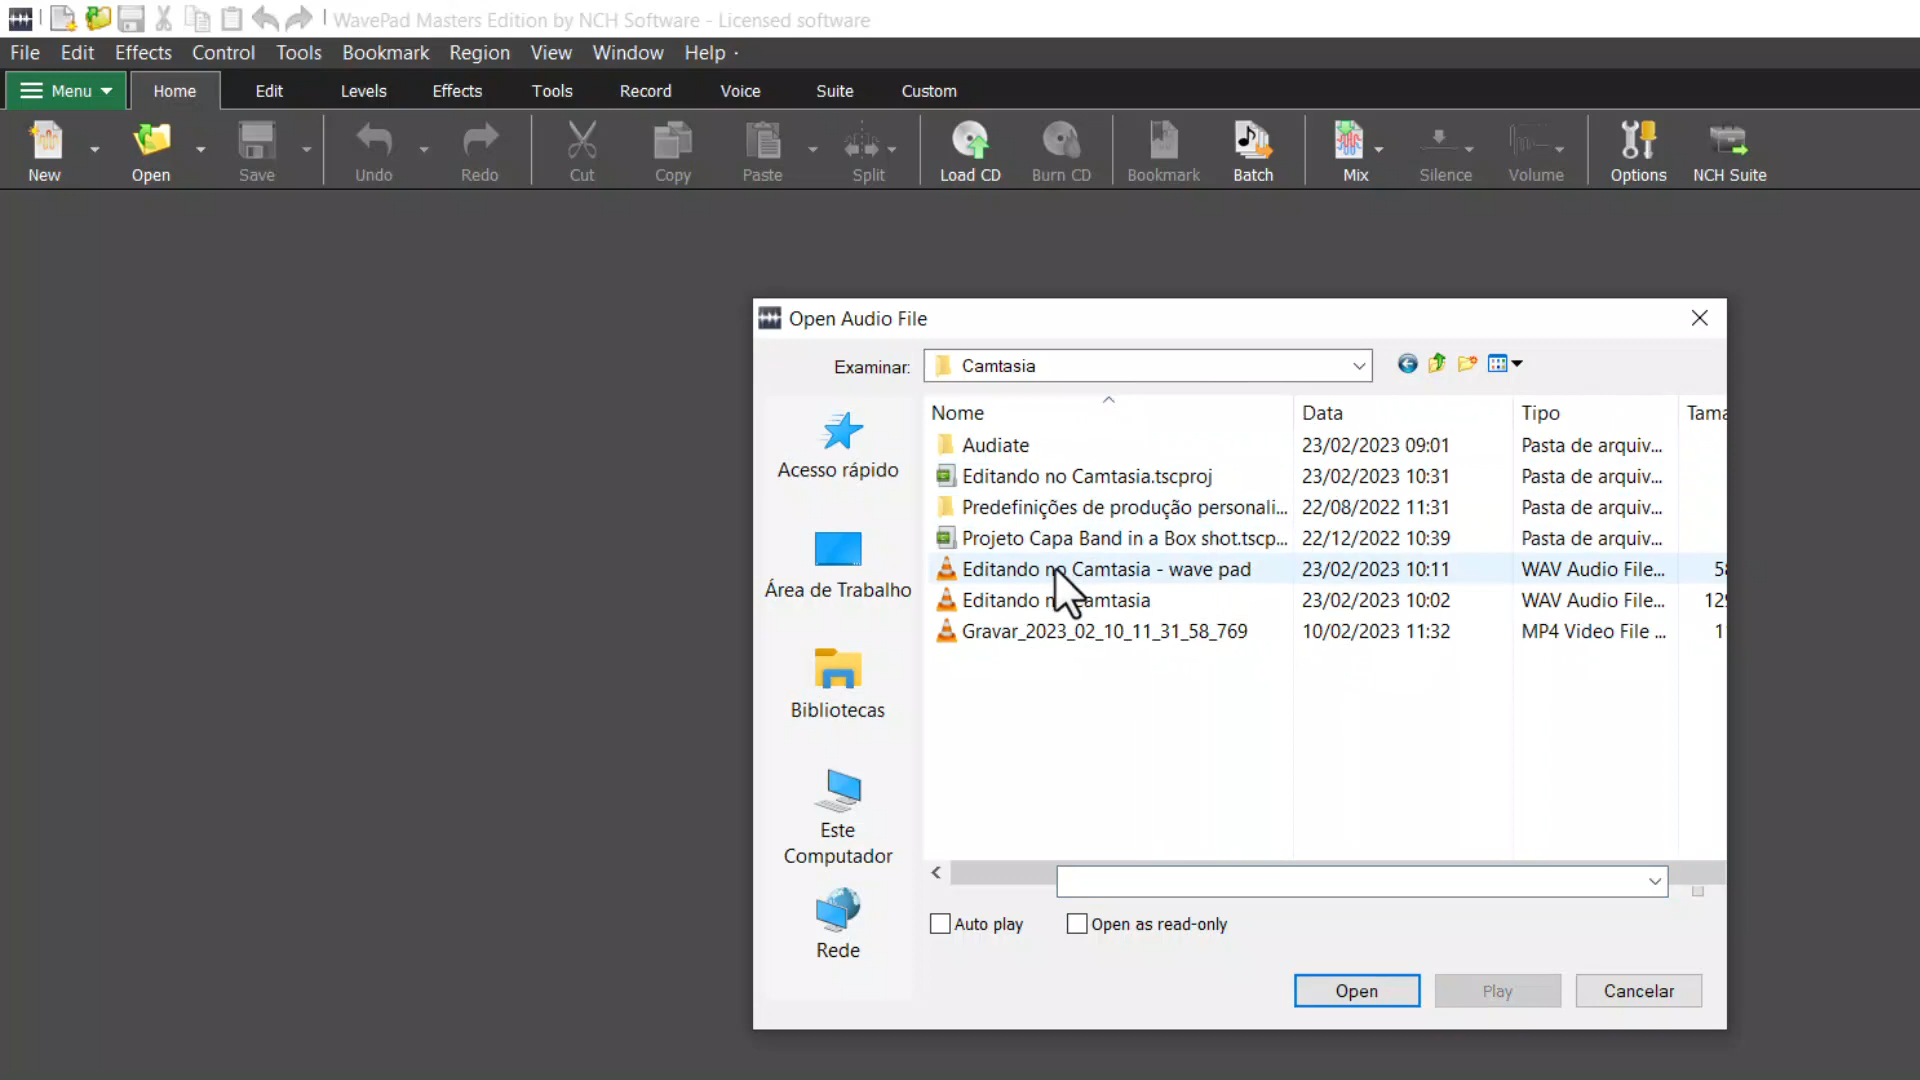 WavePad Masters Edition by NCH Software - Licensed software
File Edit Effects Control Tools Bookmark Region View Window Help
Menu Home Edit Levels Effects Tools Record Voice Suite Custom
New Open Save Undo Redo Cut Copy Paste Split Load CD Burn CD Bookmark Batch Mix Silence Volume Options NCH Suite
Open Audio File
Examinar: Camtasia
Nome Data Tipo Tama
Audiate 23/02/2023 09:01 Pasta de arquiv...
Editando no Camtasia.tscproj 23/02/2023 10:31 Pasta de arquiv...
Predefinições de produção personali... 22/08/2022 11:31 Pasta de arquiv...
Projeto Capa Band in a Box shot.tscp... 22/12/2022 10:39 Pasta de arquiv...
Editando no Camtasia - wave pad 23/02/2023 10:11 WAV Audio File...
Editando no Camtasia 23/02/2023 10:02 WAV Audio File... 129
Gravar_2023_02_10_11_31_58_769 10/02/2023 11:32 MP4 Video File ...
Acesso rápido
Área de Trabalho
Bibliotecas
Este
Computador
Rede
Auto play Open as read-only
Open Play Cancelar